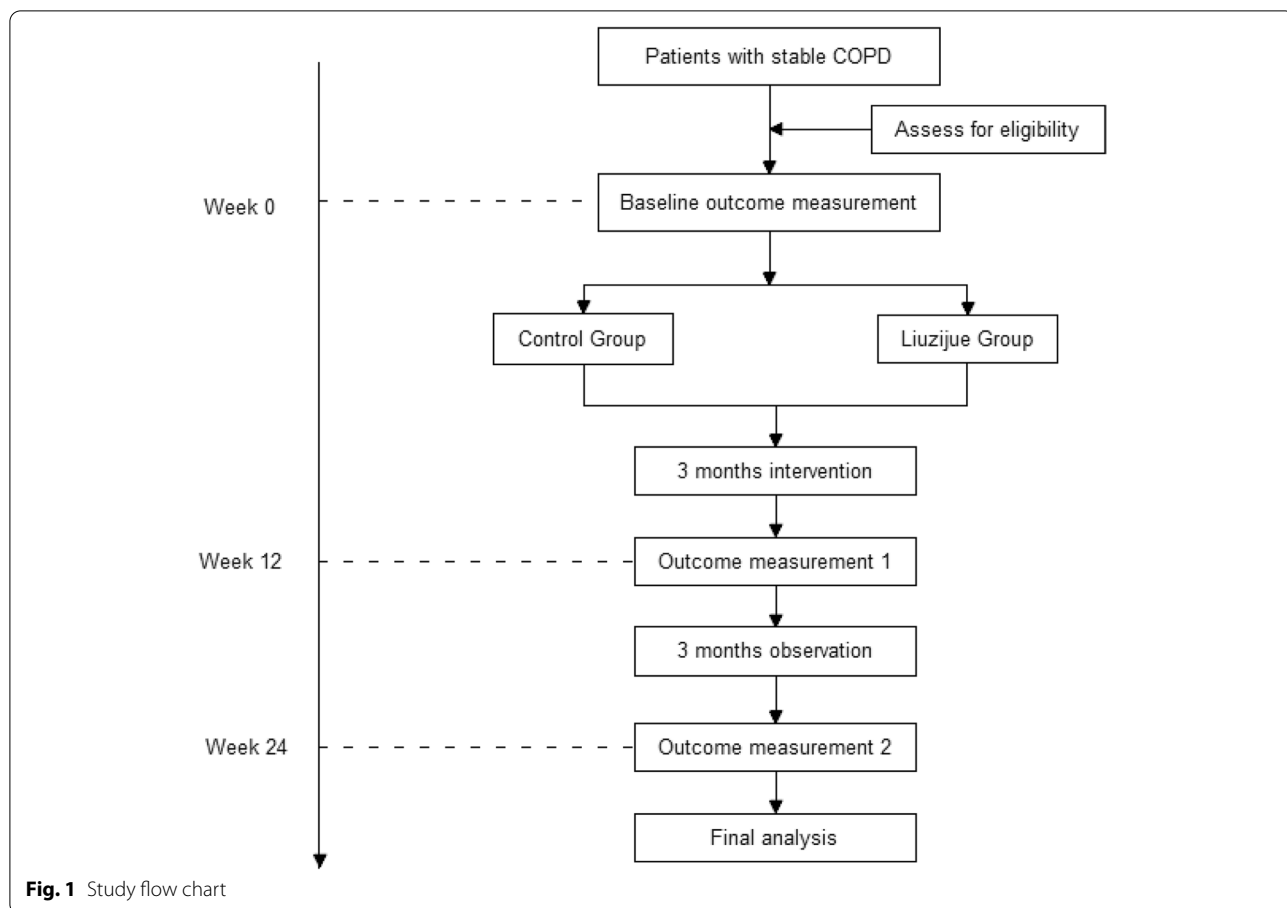 Patients with stable COPD
Assess for eligibility
Week 0
Baseline outcome measurement
Control Group
Liuzijue Group
3 months intervention
Week 12
Outcome measurement 1
3 months observation
Week 24
Outcome measurement 2
Final analysis
Fig. 1 Study flow chart